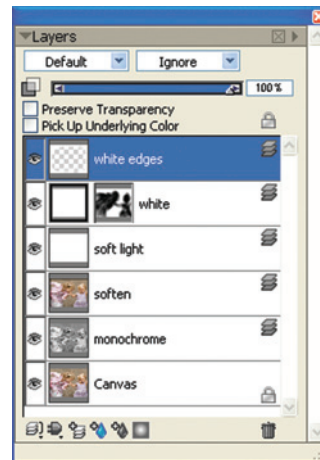 Layers
Default Ignore
100%
Preserve Transparency
Pick Up Underlying Color
white edges
white
soft light
soften
monochrome
Canvas